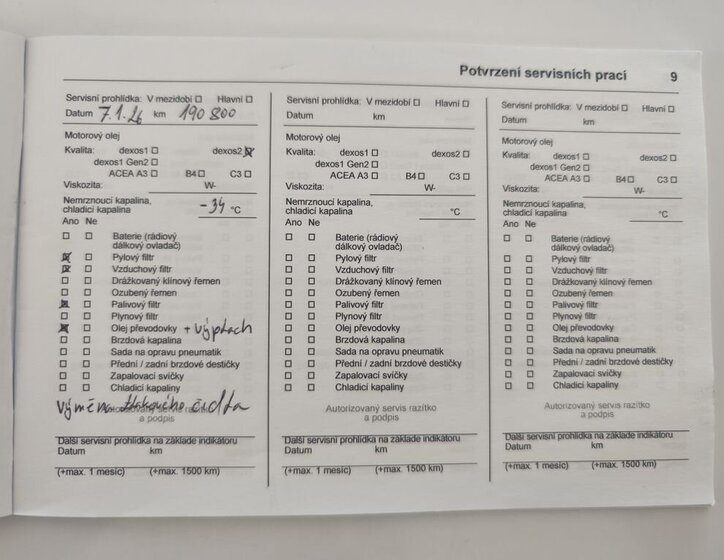 Potvrzení servisních prací 9
Servisní prohlídka: V mezidobí Hlavní
Datum 7.1.26 km 190 800
Motorový olej
Kvalita: dexos1 dexos2
dexos1 Gen2
ACEA A3 B4 C3
Viskozita: W-
Nemrznoucí kapalina,
chladicí kapalina -34 °C
Ano Ne
Baterie (rádiový
dálkový ovladač)
Pylový filtr
Vzduchový filtr
Drážkovaný klínový řemen
Ozubený řemen
Palivový filtr
Plynový filtr
Olej převodovky + výplach
Brzdová kapalina
Sada na opravu pneumatik
Přední / zadní brzdové destičky
Zapalovací svíčky
Chladicí kapaliny
výměna tlakového čidla
Autorizovaný servis razítko
a podpis
Další servisní prohlídka na základe indikátoru
Datum km
(+max. 1 mesíc) (+max. 1500 km)
Servisní prohlídka: V mezidobí Hlavní
Datum km
Motorový olej
Kvalita: dexos1 dexos2
dexos1 Gen2
ACEA A3 B4 C3
Viskozita: W-
Nemrznoucí kapalina,
chladicí kapalina °C
Ano Ne
Baterie (rádiový
dálkový ovladač)
Pylový filtr
Vzduchový filtr
Drážkovaný klínový řemen
Ozubený řemen
Palivový filtr
Plynový filtr
Olej převodovky
Brzdová kapalina
Sada na opravu pneumatik
Přední / zadní brzdové destičky
Zapalovací svíčky
Chladicí kapaliny
Autorizovaný servis razítko
a podpis
Další servisní prohlídka na základe indikátoru
Datum km
(+max. 1 mesíc) (+max. 1500 km)
Servisní prohlídka: V mezidobí Hlavní
Datum km
Motorový olej
Kvalita: dexos1 dexos2
dexos1 Gen2
ACEA A3 B4 C3
Viskozita: W-
Nemrznoucí kapalina,
chladicí kapalina °C
Ano Ne
Baterie (rádiový
dálkový ovladač)
Pylový filtr
Vzduchový filtr
Drážkovaný klínový řemen
Ozubený řemen
Palivový filtr
Plynový filtr
Olej převodovky
Brzdová kapalina
Sada na opravu pneumatik
Přední / zadní brzdové destičky
Zapalovací svíčky
Chladicí kapaliny
Autorizovaný servis razítko
a podpis
Další servisní prohlídka na základe indikátoru
Datum km
(+max. 1 mesíc) (+max. 1500 km)